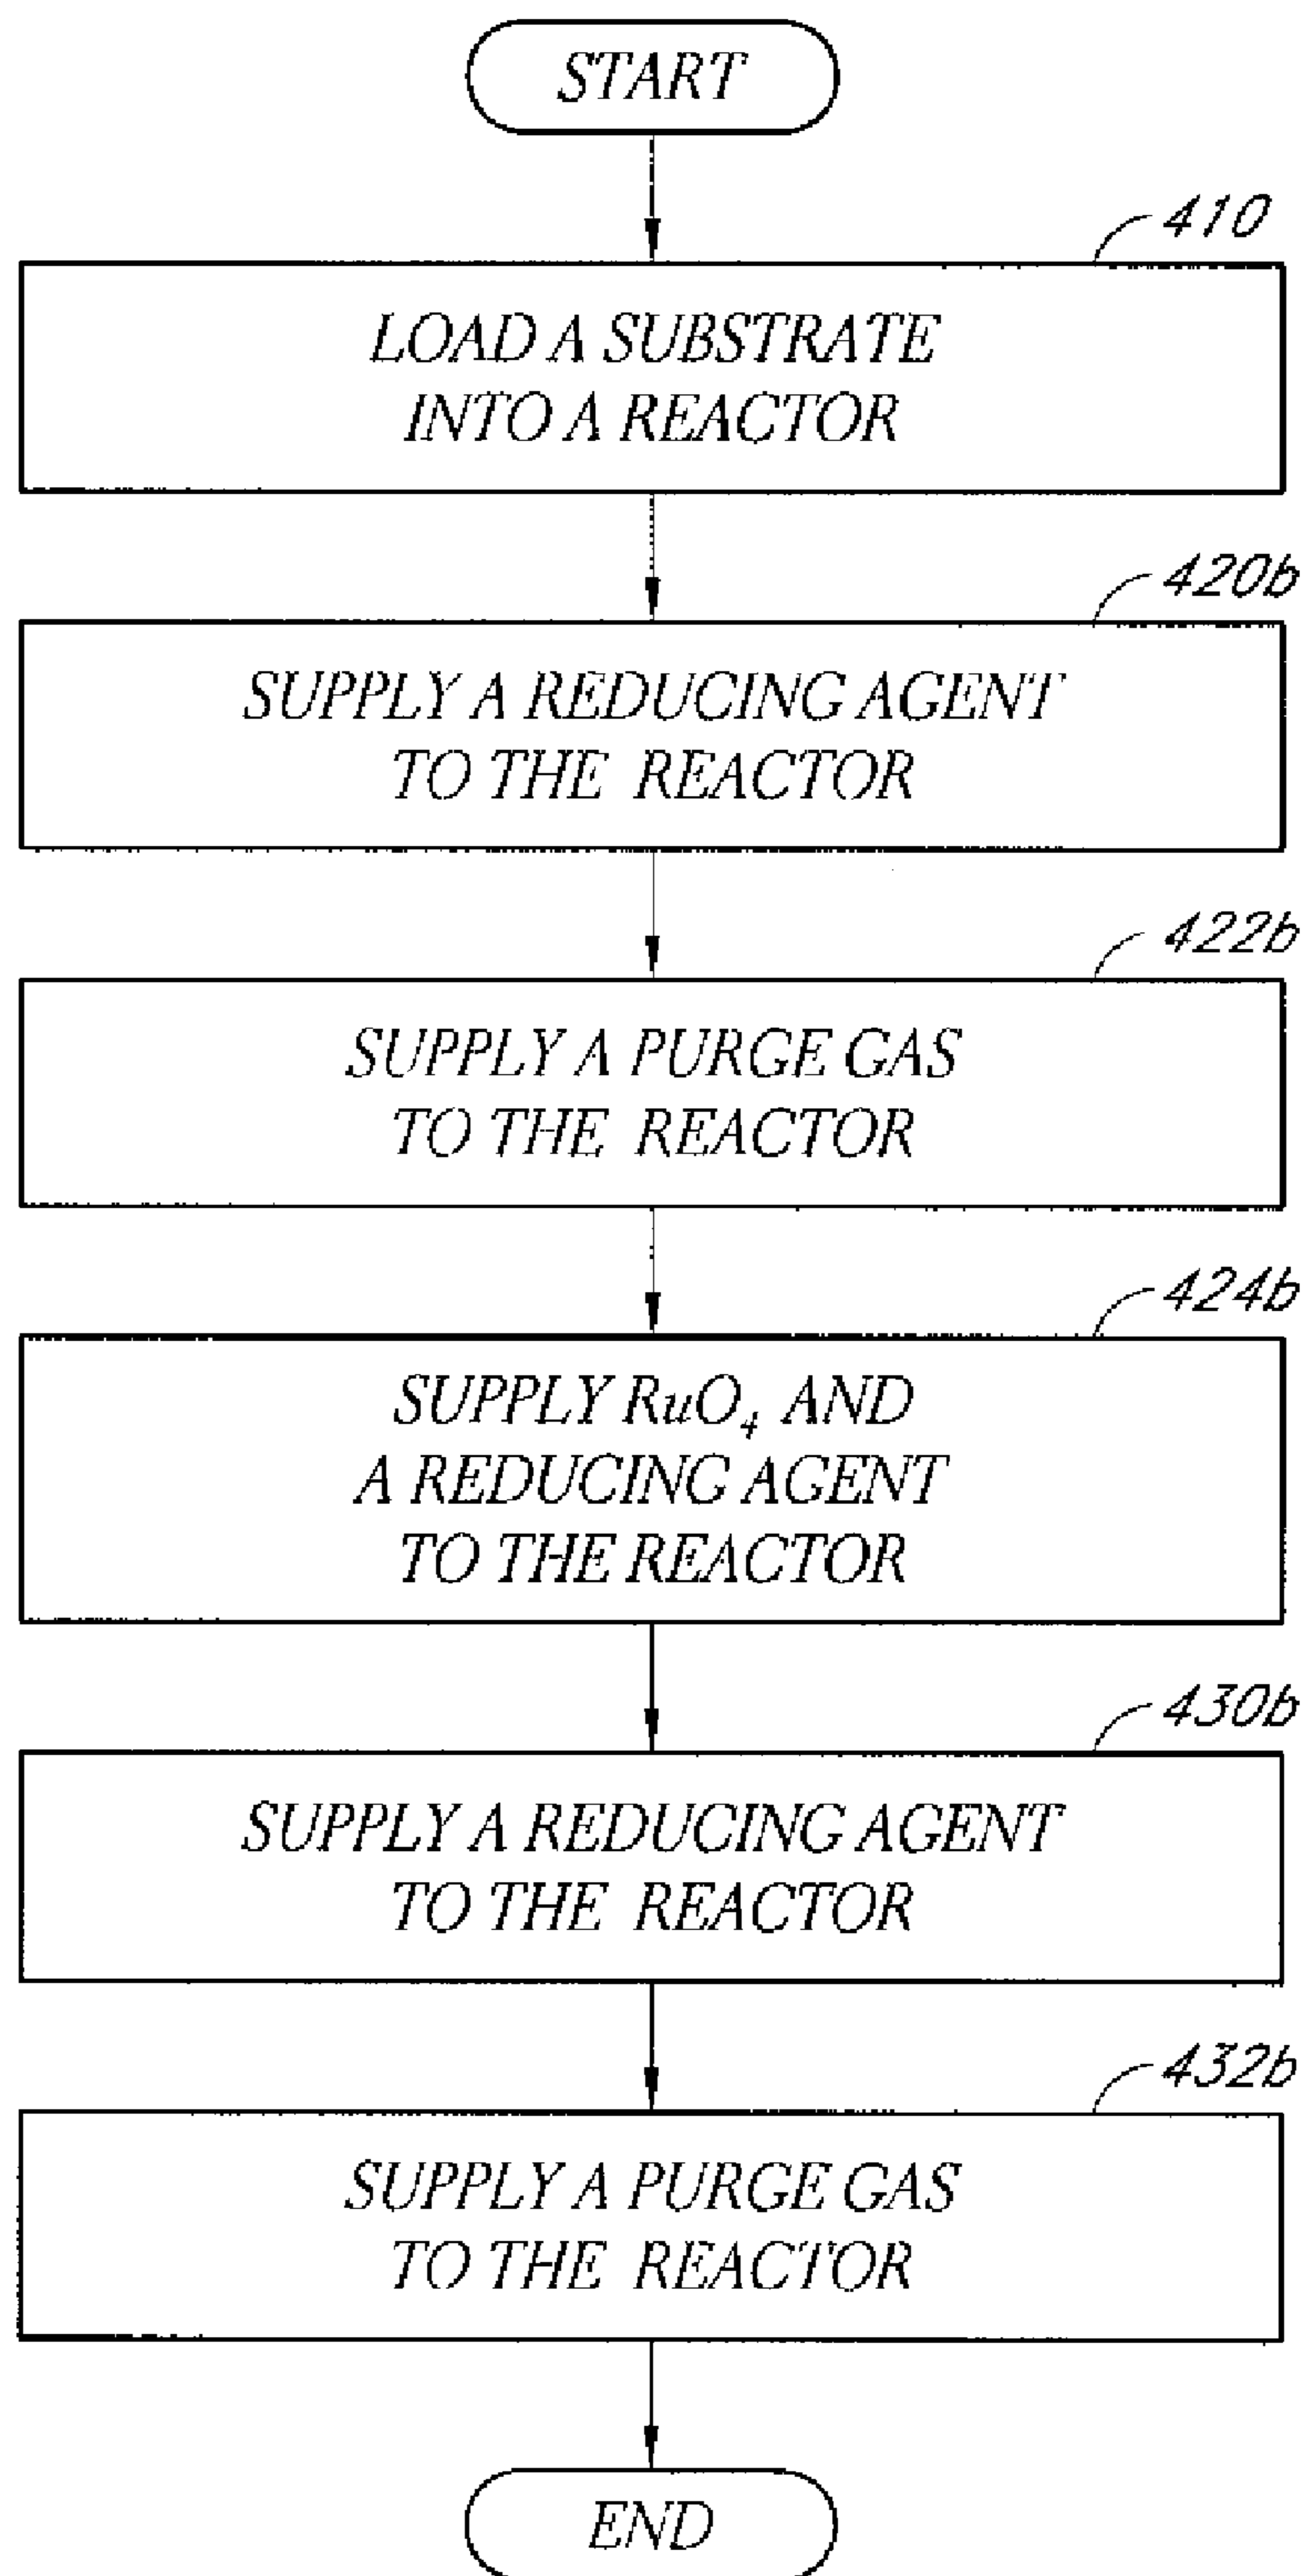 START
410
LOAD A SUBSTRATE
INTO A REACTOR
420b
SUPPLY A REDUCING AGENT
TO THE REACTOR
422b
SUPPLY A PURGE GAS
TO THE REACTOR
424b
SUPPLY RuO₄ AND
A REDUCING AGENT
TO THE REACTOR
430b
SUPPLY A REDUCING AGENT
TO THE REACTOR
432b
SUPPLY A PURGE GAS
TO THE REACTOR
END